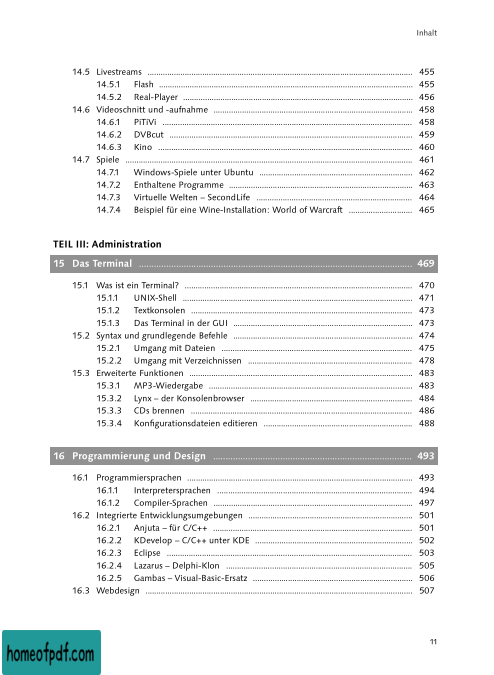 Inhalt
14.5 Livestreams ........ 455
14.5.1 Flash ........ 455
14.5.2 Real-Player ........ 456
14.6 Videoschnitt und -aufnahme ........ 458
14.6.1 PiTiVi ........ 458
14.6.2 DVBcut ........ 459
14.6.3 Kino ........ 460
14.7 Spiele ........ 461
14.7.1 Windows-Spiele unter Ubuntu ........ 462
14.7.2 Enthaltene Programme ........ 463
14.7.3 Virtuelle Welten – SecondLife ........ 464
14.7.4 Beispiel für eine Wine-Installation: World of Warcraft ........ 465
TEIL III: Administration
15 Das Terminal ........ 469
15.1 Was ist ein Terminal? ........ 470
15.1.1 UNIX-Shell ........ 471
15.1.2 Textkonsolen ........ 473
15.1.3 Das Terminal in der GUI ........ 473
15.2 Syntax und grundlegende Befehle ........ 474
15.2.1 Umgang mit Dateien ........ 475
15.2.2 Umgang mit Verzeichnissen ........ 478
15.3 Erweiterte Funktionen ........ 483
15.3.1 MP3-Wiedergabe ........ 483
15.3.2 Lynx – der Konsolenbrowser ........ 484
15.3.3 CDs brennen ........ 486
15.3.4 Konfigurationsdateien editieren ........ 488
16 Programmierung und Design ........ 493
16.1 Programmiersprachen ........ 493
16.1.1 Interpretersprachen ........ 494
16.1.2 Compiler-Sprachen ........ 497
16.2 Integrierte Entwicklungsumgebungen ........ 501
16.2.1 Anjuta – für C/C++ ........ 501
16.2.2 KDevelop – C/C++ unter KDE ........ 502
16.2.3 Eclipse ........ 503
16.2.4 Lazarus – Delphi-Klon ........ 505
16.2.5 Gambas – Visual-Basic-Ersatz ........ 506
16.3 Webdesign ........ 507
11
homeofpdf.com